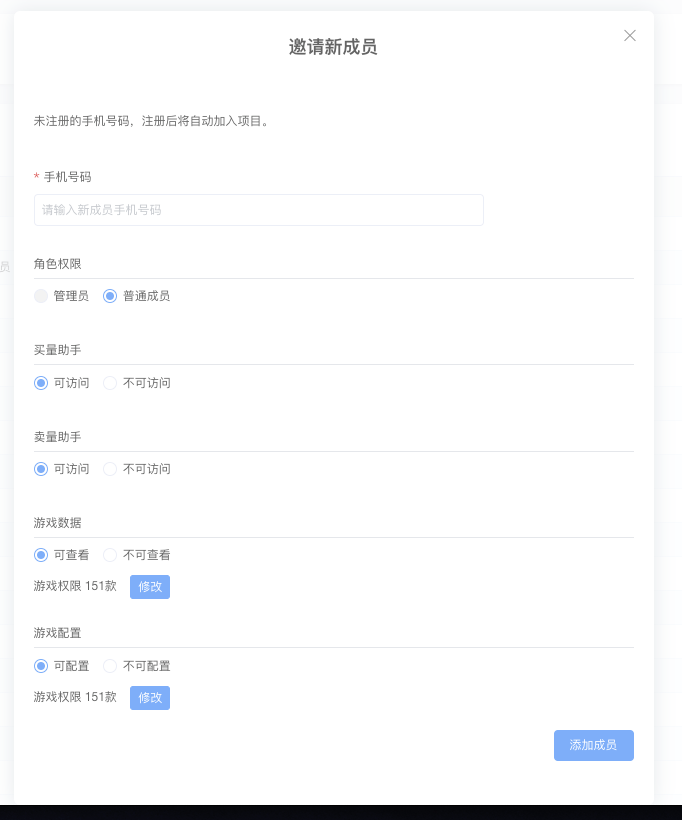 邀请新成员
未注册的手机号码，注册后将自动加入项目。
* 手机号码
请输入新成员手机号码
角色权限
员
管理员 普通成员
买量助手
可访问 不可访问
卖量助手
可访问 不可访问
游戏数据
可查看 不可查看
游戏权限 151款 修改
游戏配置
可配置 不可配置
游戏权限 151款 修改
添加成员